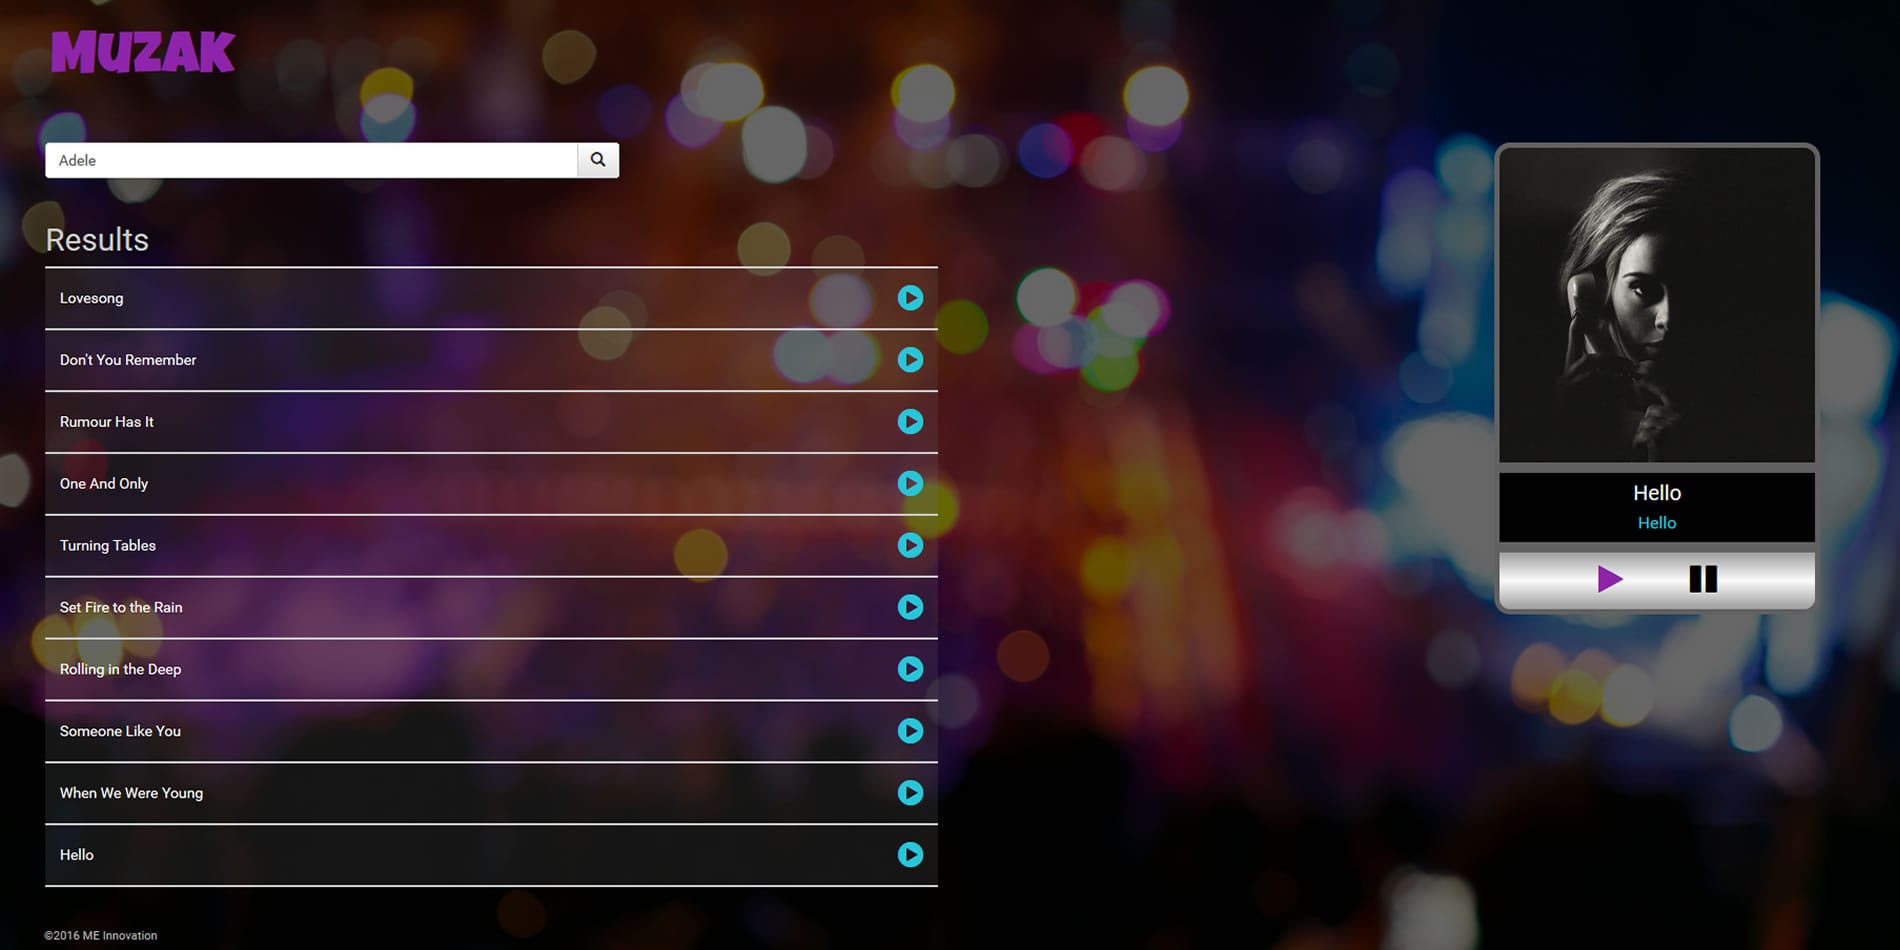 MUZAK
Adele
Results
Lovesong
Don't You Remember
Rumour Has It
One And Only
Turning Tables
Set Fire to the Rain
Rolling in the Deep
Someone Like You
When We Were Young
Hello
Hello
Hello
©2016 ME Innovation